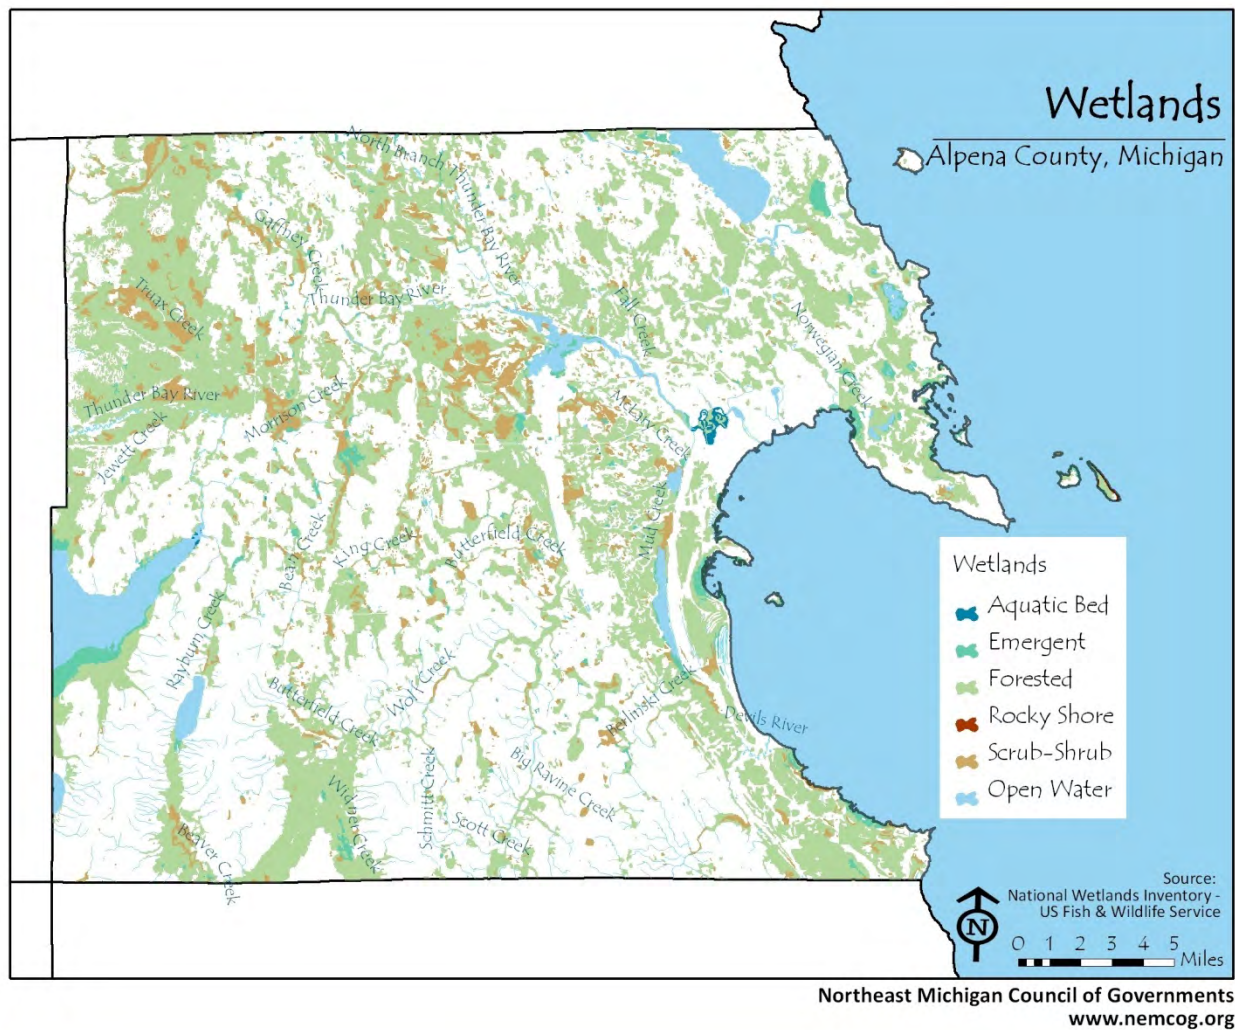 Wetlands
Alpena County, Michigan
North Branch Thunder Bay River
Gaffney Creek
Thunder Bay River
Truax Creek
Fall Creek
Norwegian Creek
Thunder Bay River
Morrison Creek
McGary Creek
Jewett Creek
Bean Creek
King Creek
Butterfield Creek
Mud Creek
Rayburn Creek
Wolf Creek
Butterfield Creek
Perlinski Creek
Devils River
Big Ravine Creek
Schmitt Creek
Widner Creek
Scott Creek
Beaver Creek
Wetlands
Aquatic Bed
Emergent
Forested
Rocky Shore
Scrub-Shrub
Open Water
Source:
National Wetlands Inventory -
US Fish & Wildlife Service
N
0 1 2 3 4 5
Miles
Northeast Michigan Council of Governments
www.nemcog.org